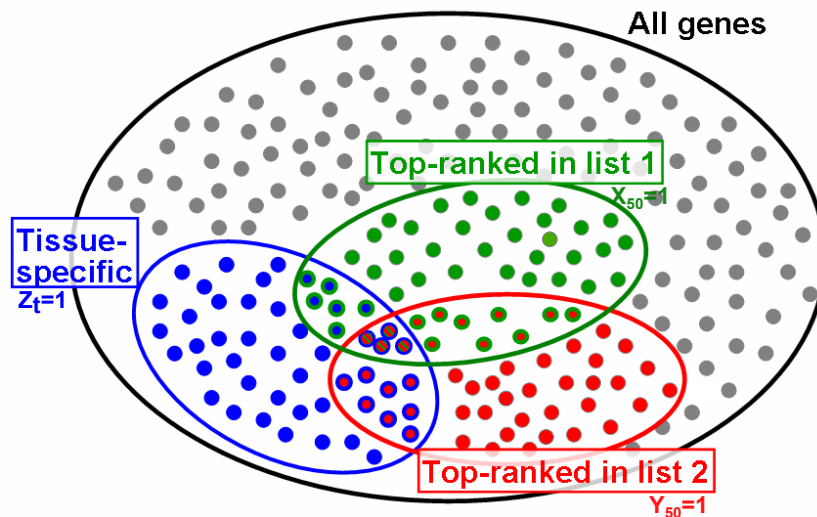 All genes
Top-ranked in list 1
X₅₀=1
Tissue-
specific
Zₜ=1
Top-ranked in list 2
Y₅₀=1